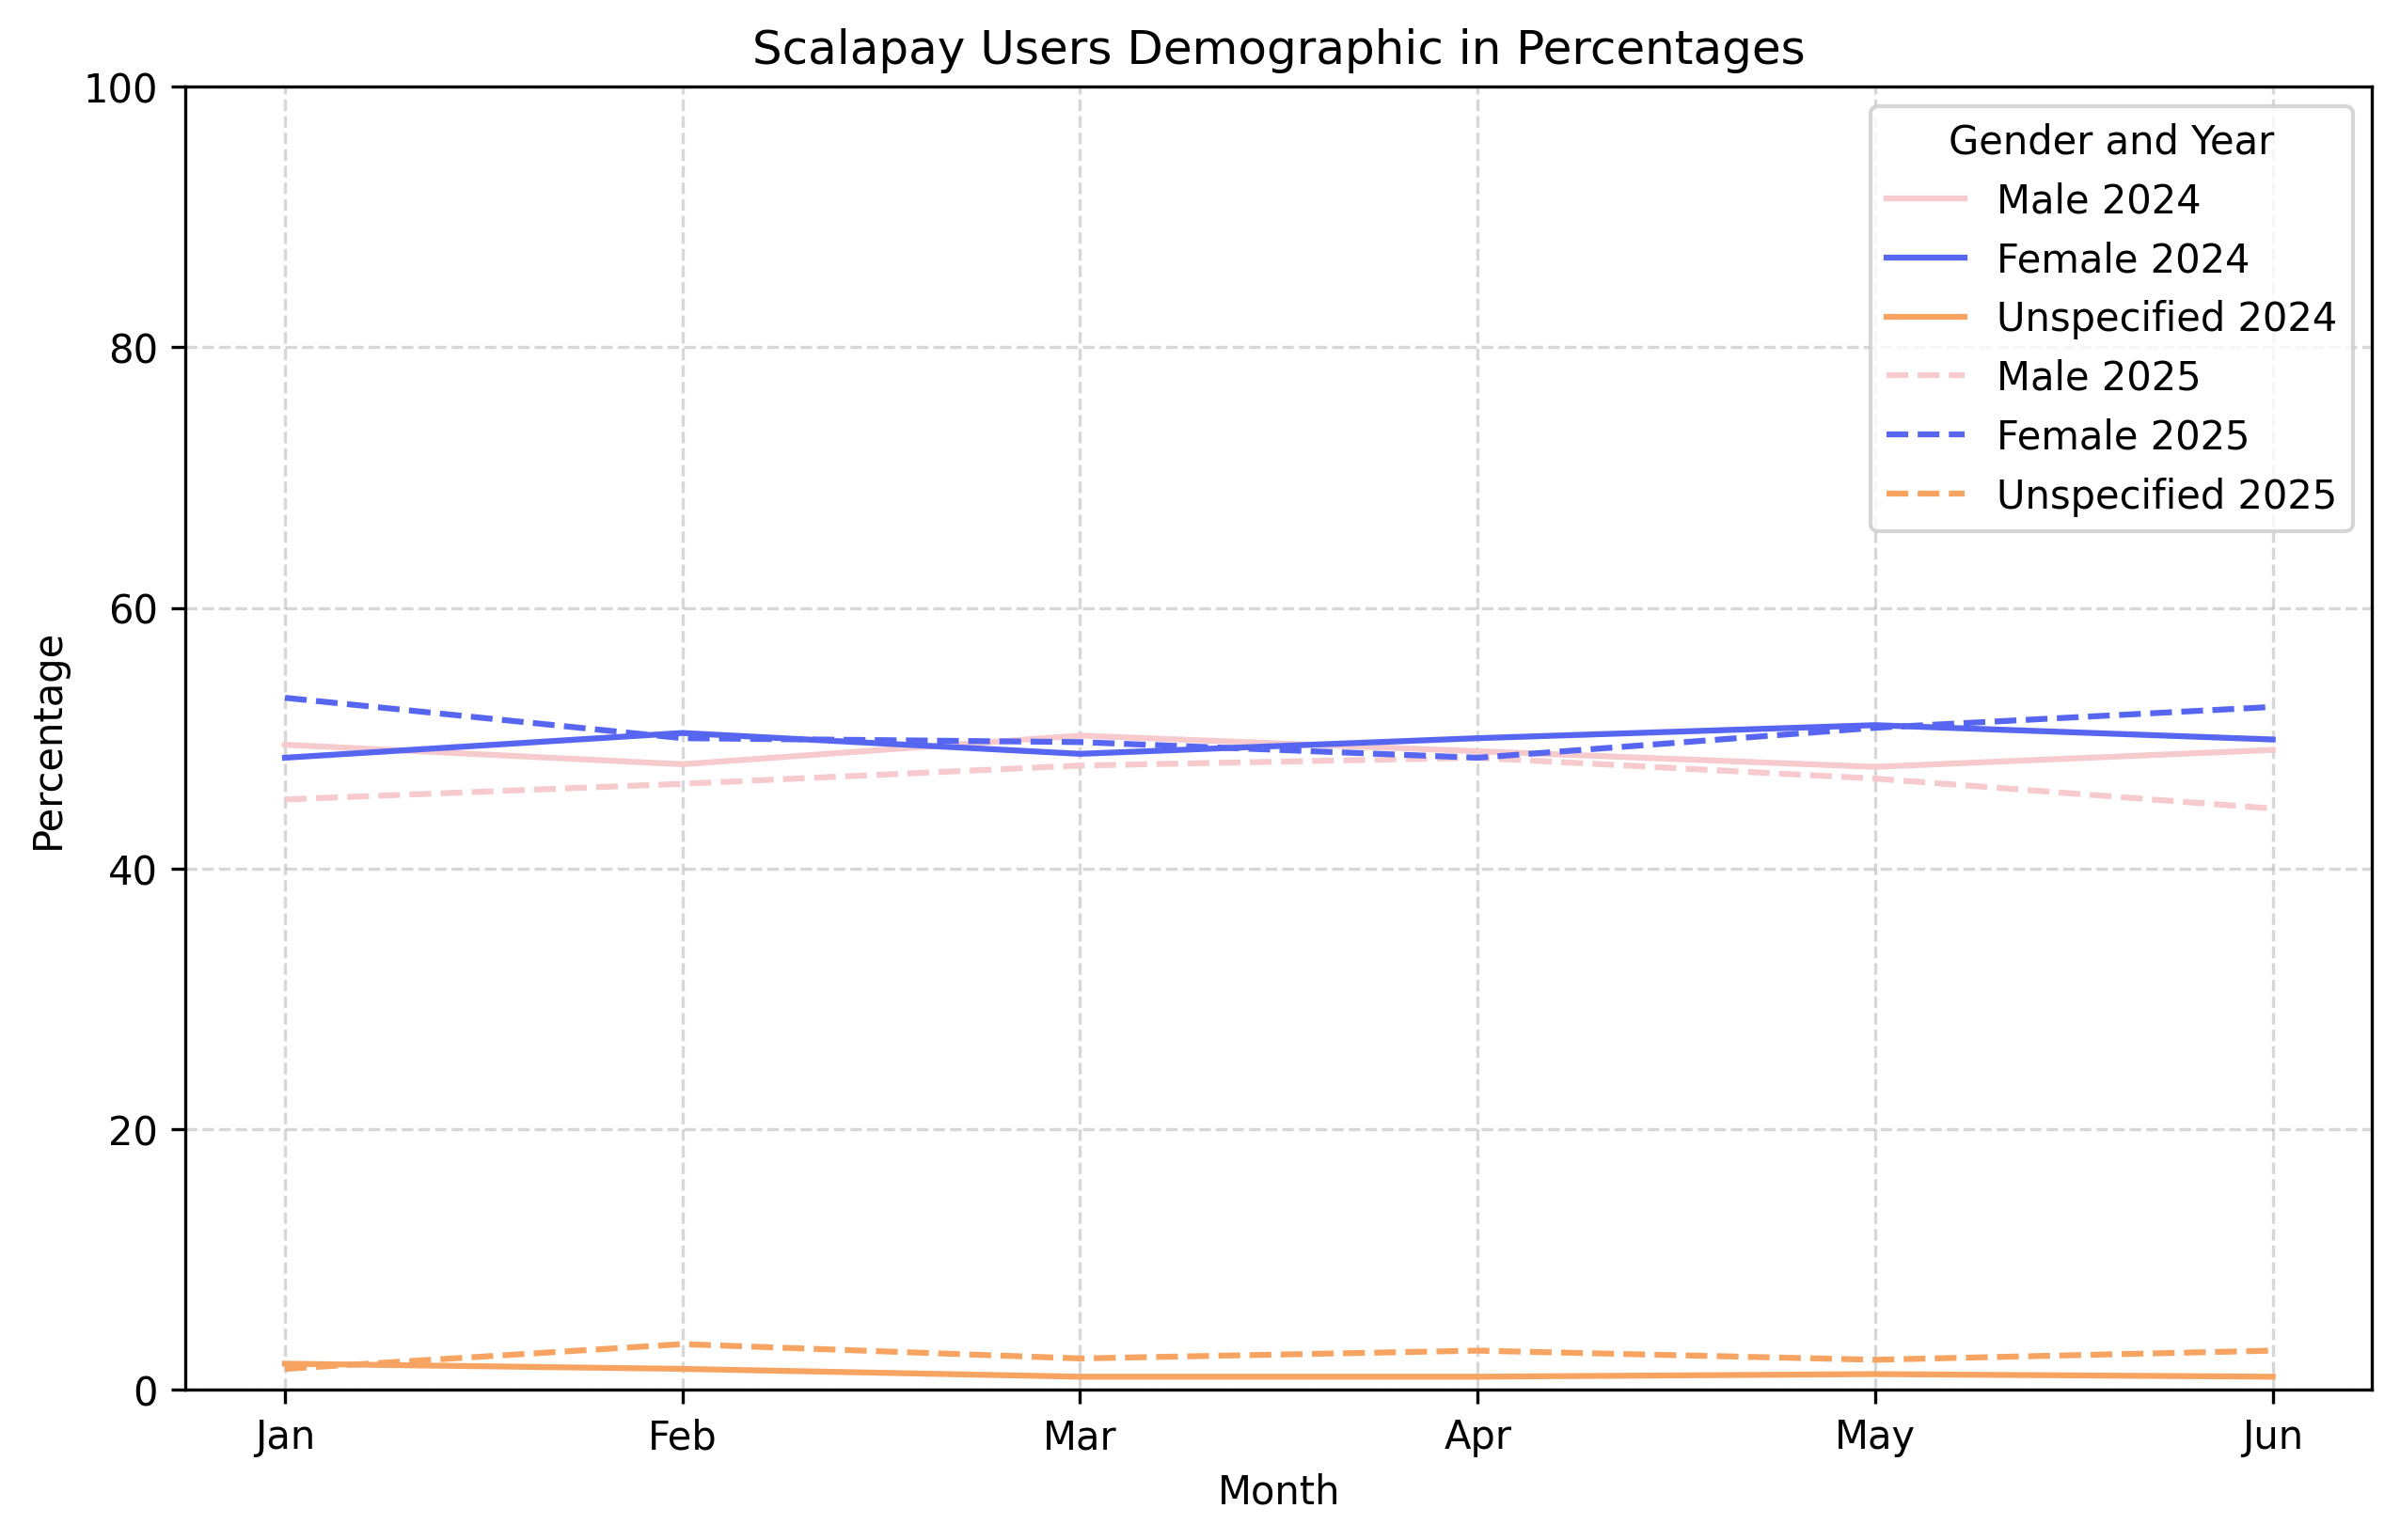 Scalapay Users Demographic in Percentages
100
80
60
40
20
0
Percentage
Jan Feb Mar Apr May Jun
Month
Gender and Year
Male 2024
Female 2024
Unspecified 2024
Male 2025
Female 2025
Unspecified 2025